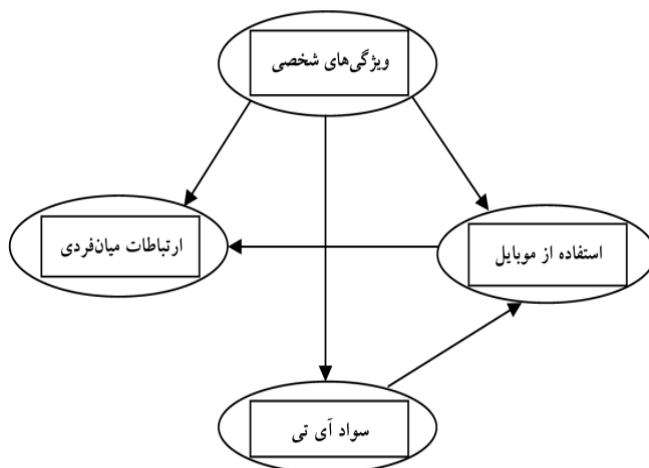 ویژگی‌های شخصی
استفاده از موبایل
ارتباطات میان‌فردی
سواد آی تی